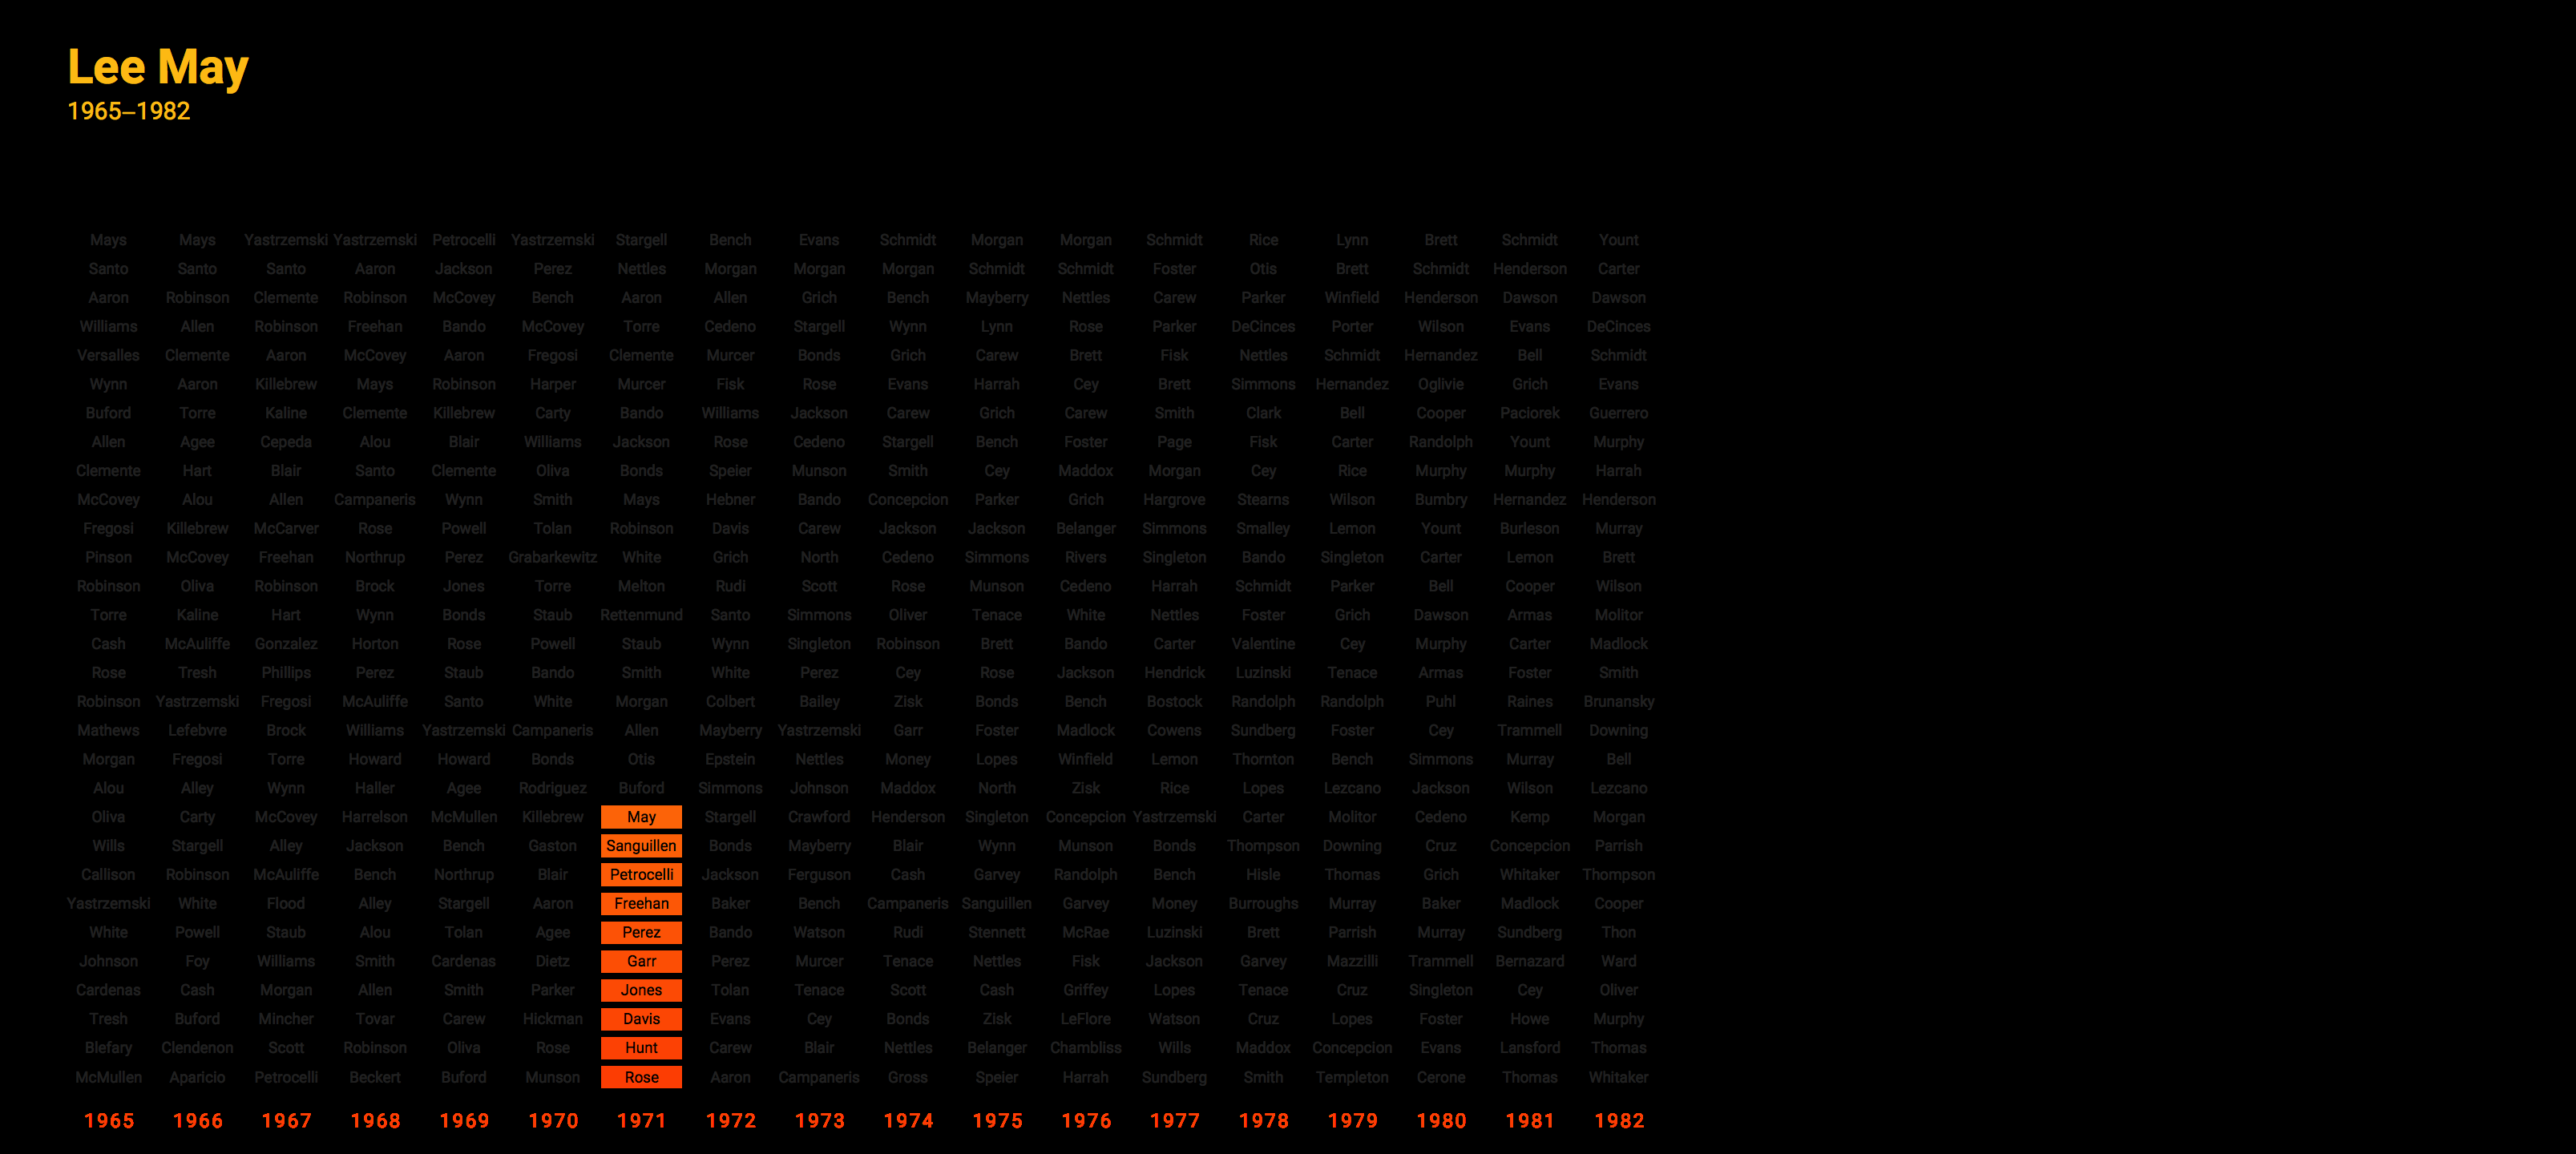 Lee May
1965–1982
Mays Mays Yastrzemski Yastrzemski Petrocelli Yastrzemski Stargell Bench Evans Schmidt Morgan Morgan Schmidt Rice Lynn Brett Schmidt Yount
Santo Santo Santo Aaron Jackson Perez Nettles Morgan Morgan Morgan Schmidt Schmidt Foster Otis Brett Schmidt Henderson Carter
Aaron Robinson Clemente Robinson McCovey Bench Aaron Allen Grich Bench Mayberry Nettles Carew Parker Winfield Henderson Dawson Dawson
Williams Allen Robinson Freehan Bando McCovey Torre Cedeno Stargell Wynn Lynn Rose Parker DeCinces Porter Wilson Evans DeCinces
Versalles Clemente Aaron McCovey Aaron Fregosi Clemente Murcer Bonds Grich Carew Brett Fisk Nettles Schmidt Hernandez Bell Schmidt
Wynn Aaron Killebrew Mays Robinson Harper Murcer Fisk Rose Evans Harrah Cey Brett Simmons Hernandez Oglivie Grich Evans
Buford Torre Kaline Clemente Killebrew Carty Bando Williams Jackson Carew Grich Carew Smith Clark Bell Cooper Paciorek Guerrero
Allen Agee Cepeda Alou Blair Williams Jackson Rose Cedeno Stargell Bench Foster Page Fisk Carter Randolph Yount Murphy
Clemente Hart Blair Santo Clemente Oliva Bonds Speier Munson Smith Cey Maddox Morgan Cey Rice Murphy Murphy Harrah
McCovey Alou Allen Campaneris Wynn Smith Mays Hebner Bando Concepcion Parker Grich Hargrove Stearns Wilson Bumbry Hernandez Henderson
Fregosi Killebrew McCarver Rose Powell Tolan Robinson Davis Carew Jackson Jackson Belanger Simmons Smalley Lemon Yount Burleson Murray
Pinson McCovey Freehan Northrup Perez Grabarkewitz White Grich North Cedeno Simmons Rivers Singleton Bando Singleton Carter Lemon Brett
Robinson Oliva Robinson Brock Jones Torre Melton Rudi Scott Rose Munson Cedeno Harrah Schmidt Parker Bell Cooper Wilson
Torre Kaline Hart Wynn Bonds Staub Rettenmund Santo Simmons Oliver Tenace White Nettles Foster Grich Dawson Armas Molitor
Cash McAuliffe Gonzalez Horton Rose Powell Staub Wynn Singleton Robinson Brett Bando Carter Valentine Cey Murphy Carter Madlock
Rose Tresh Phillips Perez Staub Bando Smith White Perez Cey Rose Jackson Hendrick Luzinski Tenace Armas Foster Smith
Robinson Yastrzemski Fregosi McAuliffe Santo White Morgan Colbert Bailey Zisk Bonds Bench Bostock Randolph Randolph Puhl Raines Brunansky
Mathews Lefebvre Brock Williams Yastrzemski Campaneris Allen Mayberry Yastrzemski Garr Foster Madlock Cowens Sundberg Foster Cey Trammell Downing
Morgan Fregosi Torre Howard Howard Bonds Otis Epstein Nettles Money Lopes Winfield Lemon Thornton Bench Simmons Murray Bell
Alou Alley Wynn Haller Agee Rodriguez Buford Simmons Johnson Maddox North Zisk Rice Lopes Lezcano Jackson Wilson Lezcano
Oliva Carty McCovey Harrelson McMullen Killebrew May Stargell Crawford Henderson Singleton Concepcion Yastrzemski Carter Molitor Cedeno Kemp Morgan
Wills Stargell Alley Jackson Bench Gaston Sanguillen Bonds Mayberry Blair Wynn Munson Bonds Thompson Downing Cruz Concepcion Parrish
Callison Robinson McAuliffe Bench Northrup Blair Petrocelli Jackson Ferguson Cash Garvey Randolph Bench Hisle Thomas Grich Whitaker Thompson
Yastrzemski White Flood Alley Stargell Aaron Freehan Baker Bench Campaneris Sanguillen Garvey Money Burroughs Murray Baker Madlock Cooper
White Powell Staub Alou Tolan Agee Perez Bando Watson Rudi Stennett McRae Luzinski Brett Parrish Murray Sundberg Thon
Johnson Foy Williams Smith Cardenas Dietz Garr Perez Murcer Tenace Nettles Fisk Jackson Garvey Mazzilli Trammell Bernazard Ward
Cardenas Cash Morgan Allen Smith Parker Jones Tolan Tenace Scott Cash Griffey Lopes Tenace Cruz Singleton Cey Oliver
Tresh Buford Mincher Tovar Carew Hickman Davis Evans Cey Bonds Zisk LeFlore Watson Cruz Lopes Foster Howe Murphy
Blefary Clendenon Scott Robinson Oliva Rose Hunt Carew Blair Nettles Belanger Chambliss Wills Maddox Concepcion Evans Lansford Thomas
McMullen Aparicio Petrocelli Beckert Buford Munson Rose Aaron Campaneris Gross Speier Harrah Sundberg Smith Templeton Cerone Thomas Whitaker
1965 1966 1967 1968 1969 1970 1971 1972 1973 1974 1975 1976 1977 1978 1979 1980 1981 1982